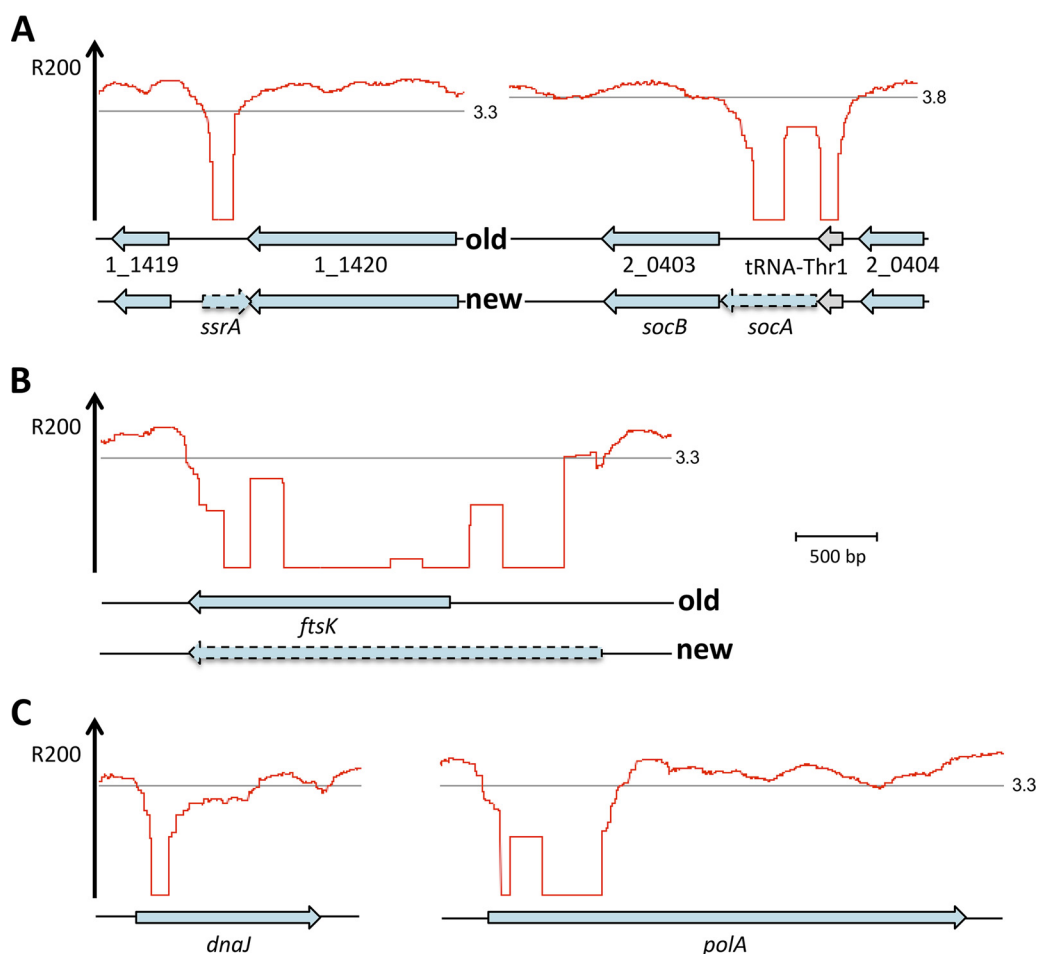 A
R200
3.3
3.8
old
1_1419
1_1420
2_0403
tRNA-Thr1
2_0404
new
ssrA
socB
socA
B
R200
3.3
500 bp
old
ftsK
new
C
R200
3.3
dnaJ
polA